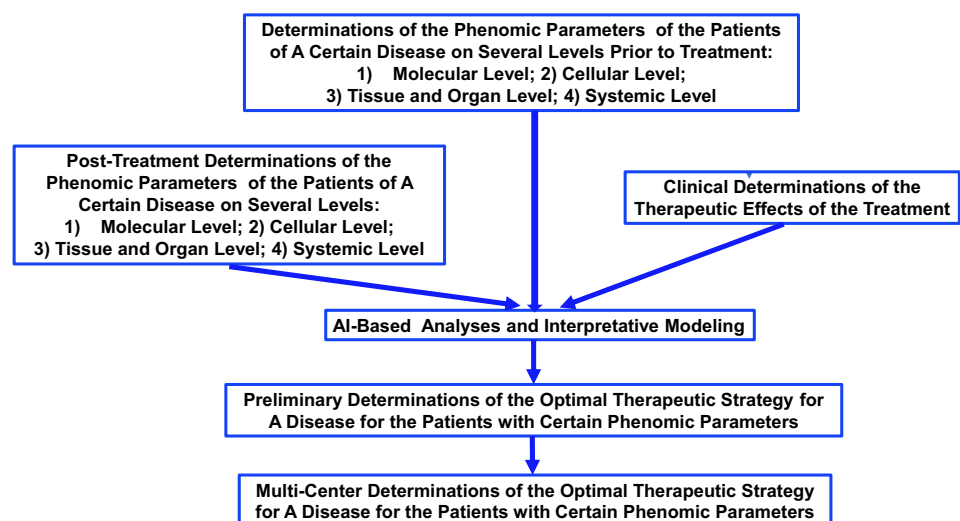 Determinations of the Phenomic Parameters of the Patients
of A Certain Disease on Several Levels Prior to Treatment:
1) Molecular Level; 2) Cellular Level;
3) Tissue and Organ Level; 4) Systemic Level
Post-Treatment Determinations of the
Phenomic Parameters of the Patients of A
Certain Disease on Several Levels:
1) Molecular Level; 2) Cellular Level;
3) Tissue and Organ Level; 4) Systemic Level
Clinical Determinations of the
Therapeutic Effects of the Treatment
AI-Based Analyses and Interpretative Modeling
Preliminary Determinations of the Optimal Therapeutic Strategy for
A Disease for the Patients with Certain Phenomic Parameters
Multi-Center Determinations of the Optimal Therapeutic Strategy
for A Disease for the Patients with Certain Phenomic Parameters